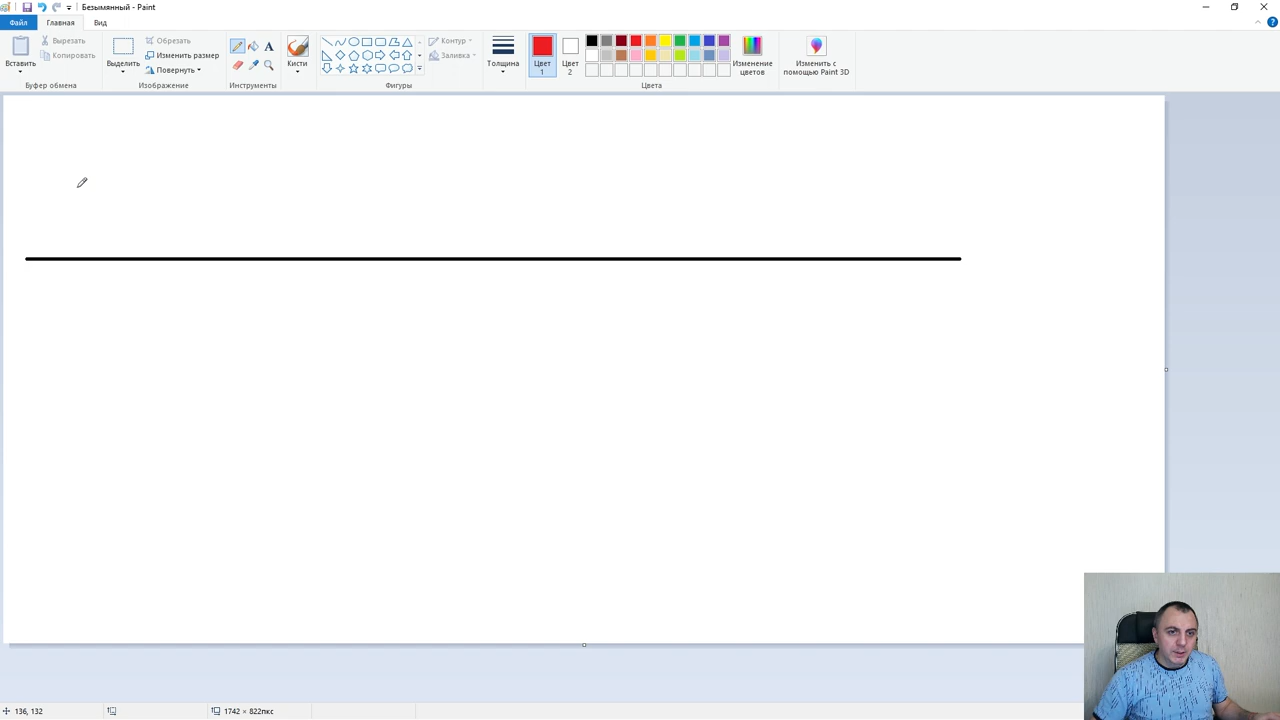 Безымянный - Paint
Файл
Главная
Вид
Вставить
Вырезать
Копировать
Буфер обмена
Выделить
Обрезать
Изменить размер
Повернуть
Изображение
A
Инструменты
Кисти
Контур
Заливка
Фигуры
Толщина
Цвет
1
Цвет
2
Изменение
цветов
Изменить с
помощью Paint 3D
Цвета
136, 132
1742 × 822пкс